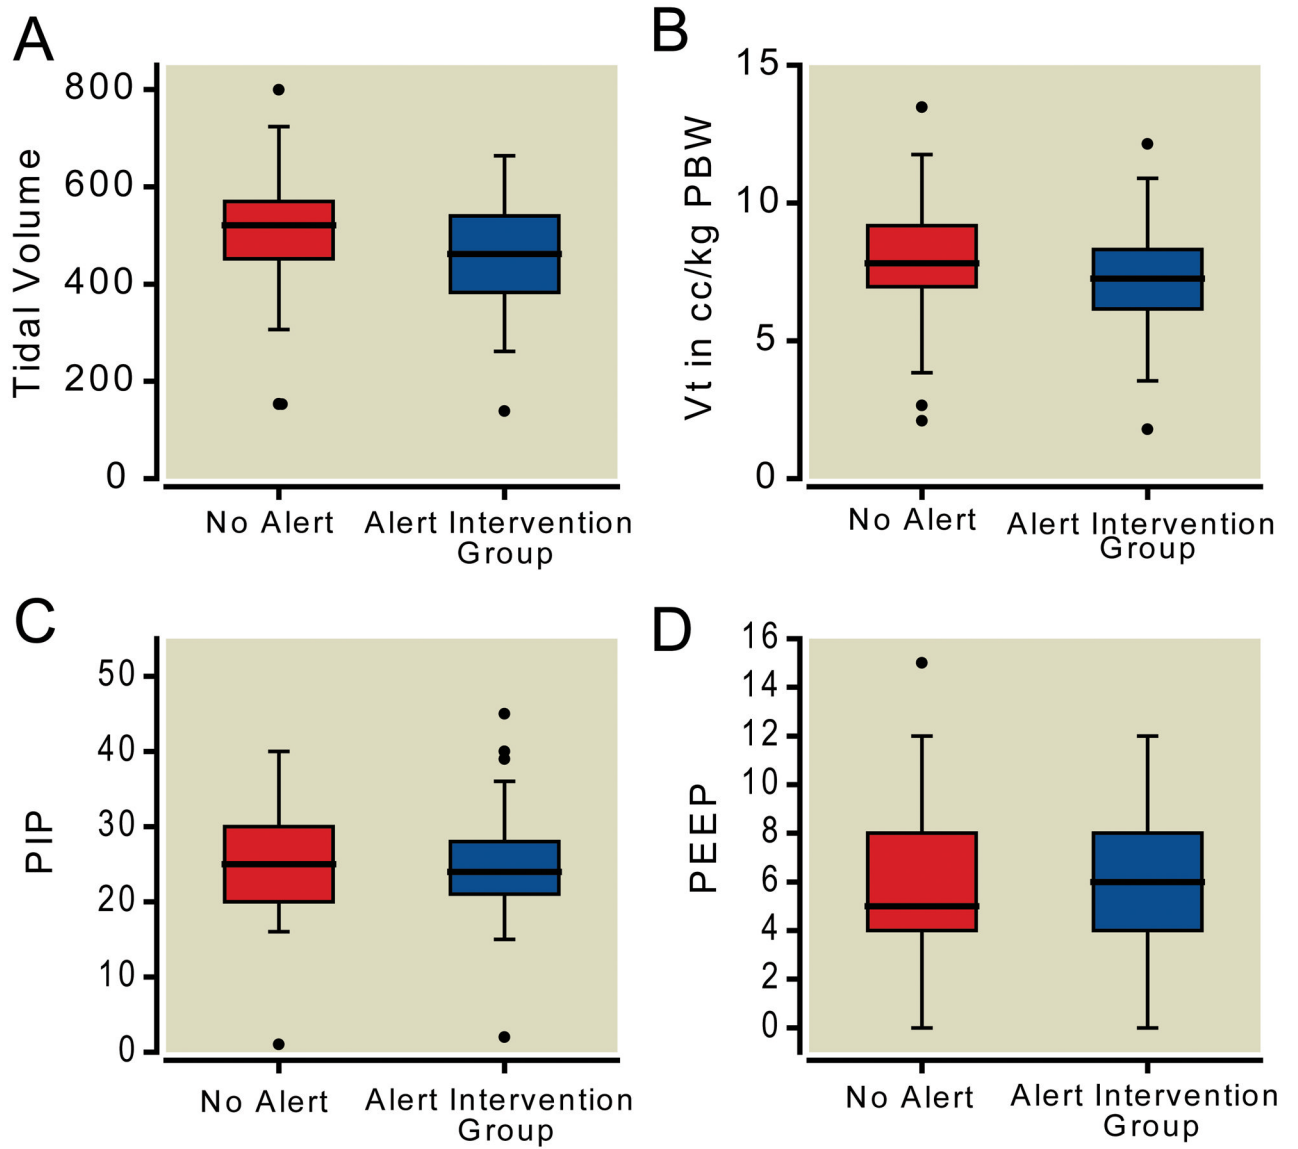 A
Tidal Volume
800
600
400
200
0
No Alert
Alert Intervention
Group
B
Vt in cc/kg PBW
15
10
5
0
No Alert
Alert Intervention
Group
C
PIP
50
40
30
20
10
0
No Alert
Alert Intervention
Group
D
PEEP
16
14
12
10
8
6
4
2
0
No Alert
Alert Intervention
Group